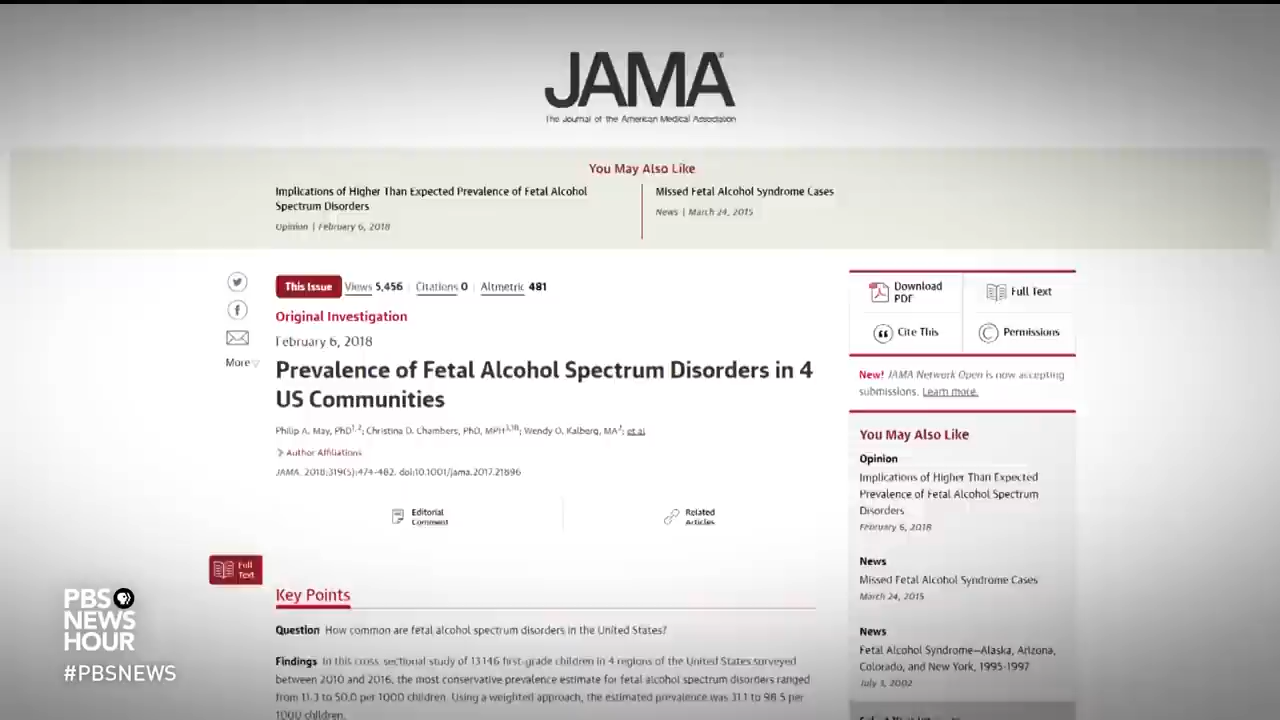 JAMA
The Journal of the American Medical Association
You May Also Like
Implications of Higher Than Expected Prevalence of Fetal Alcohol
Spectrum Disorders
Opinion | February 6, 2018
Missed Fetal Alcohol Syndrome Cases
News | March 24, 2015
This Issue Views 5,456 Citations 0 Altmetric 481
Original Investigation
February 6, 2018
More
Prevalence of Fetal Alcohol Spectrum Disorders in 4
US Communities
Philip A. May, PhD1,2; Christina D. Chambers, PhD, MPH3,10; Wendy O. Kalberg, MA2; et al
Author Affiliations
JAMA. 2018;319(5):474-482. doi:10.1001/jama.2017.21896
Editorial
Comment
Related
Articles
Full
Text
Key Points
Question How common are fetal alcohol spectrum disorders in the United States?
Findings In this cross-sectional study of 13146 first-grade children in 4 regions of the United States surveyed
between 2010 and 2016, the most conservative prevalence estimate for fetal alcohol spectrum disorders ranged
from 11.3 to 50.0 per 1000 children. Using a weighted approach, the estimated prevalence was 31.1 to 98.5 per
1000 children.
Download
PDF
Full Text
Cite This
Permissions
New! JAMA Network Open is now accepting
submissions. Learn more.
You May Also Like
Opinion
Implications of Higher Than Expected
Prevalence of Fetal Alcohol Spectrum
Disorders
February 6, 2018
News
Missed Fetal Alcohol Syndrome Cases
March 24, 2015
News
Fetal Alcohol Syndrome—Alaska, Arizona,
Colorado, and New York, 1995-1997
July 3, 2002
PBS
NEWS
HOUR
#PBSNEWS